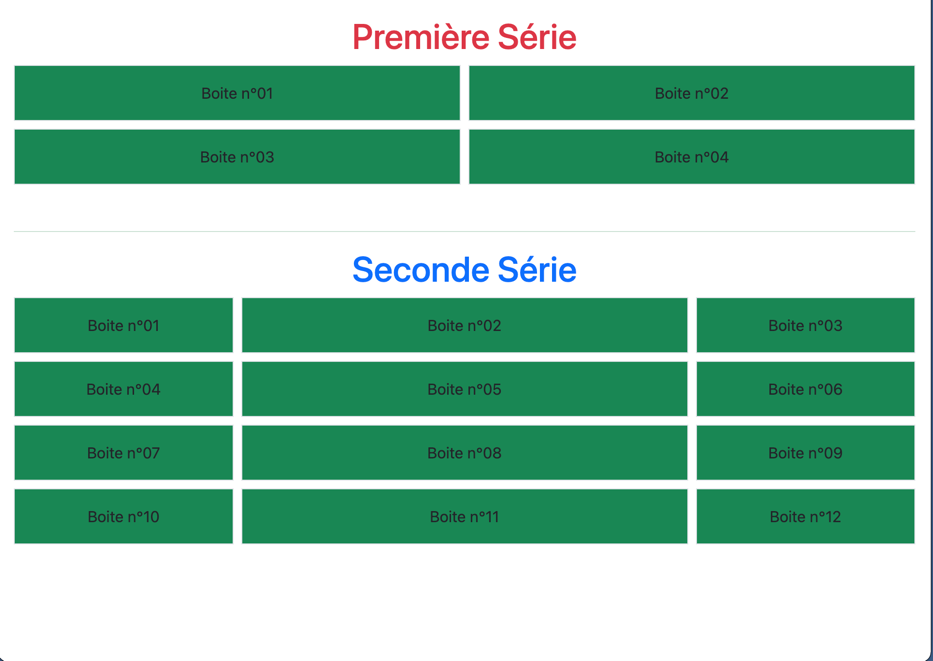 Première Série
Boite n°01
Boite n°02
Boite n°03
Boite n°04
Seconde Série
Boite n°01
Boite n°02
Boite n°03
Boite n°04
Boite n°05
Boite n°06
Boite n°07
Boite n°08
Boite n°09
Boite n°10
Boite n°11
Boite n°12